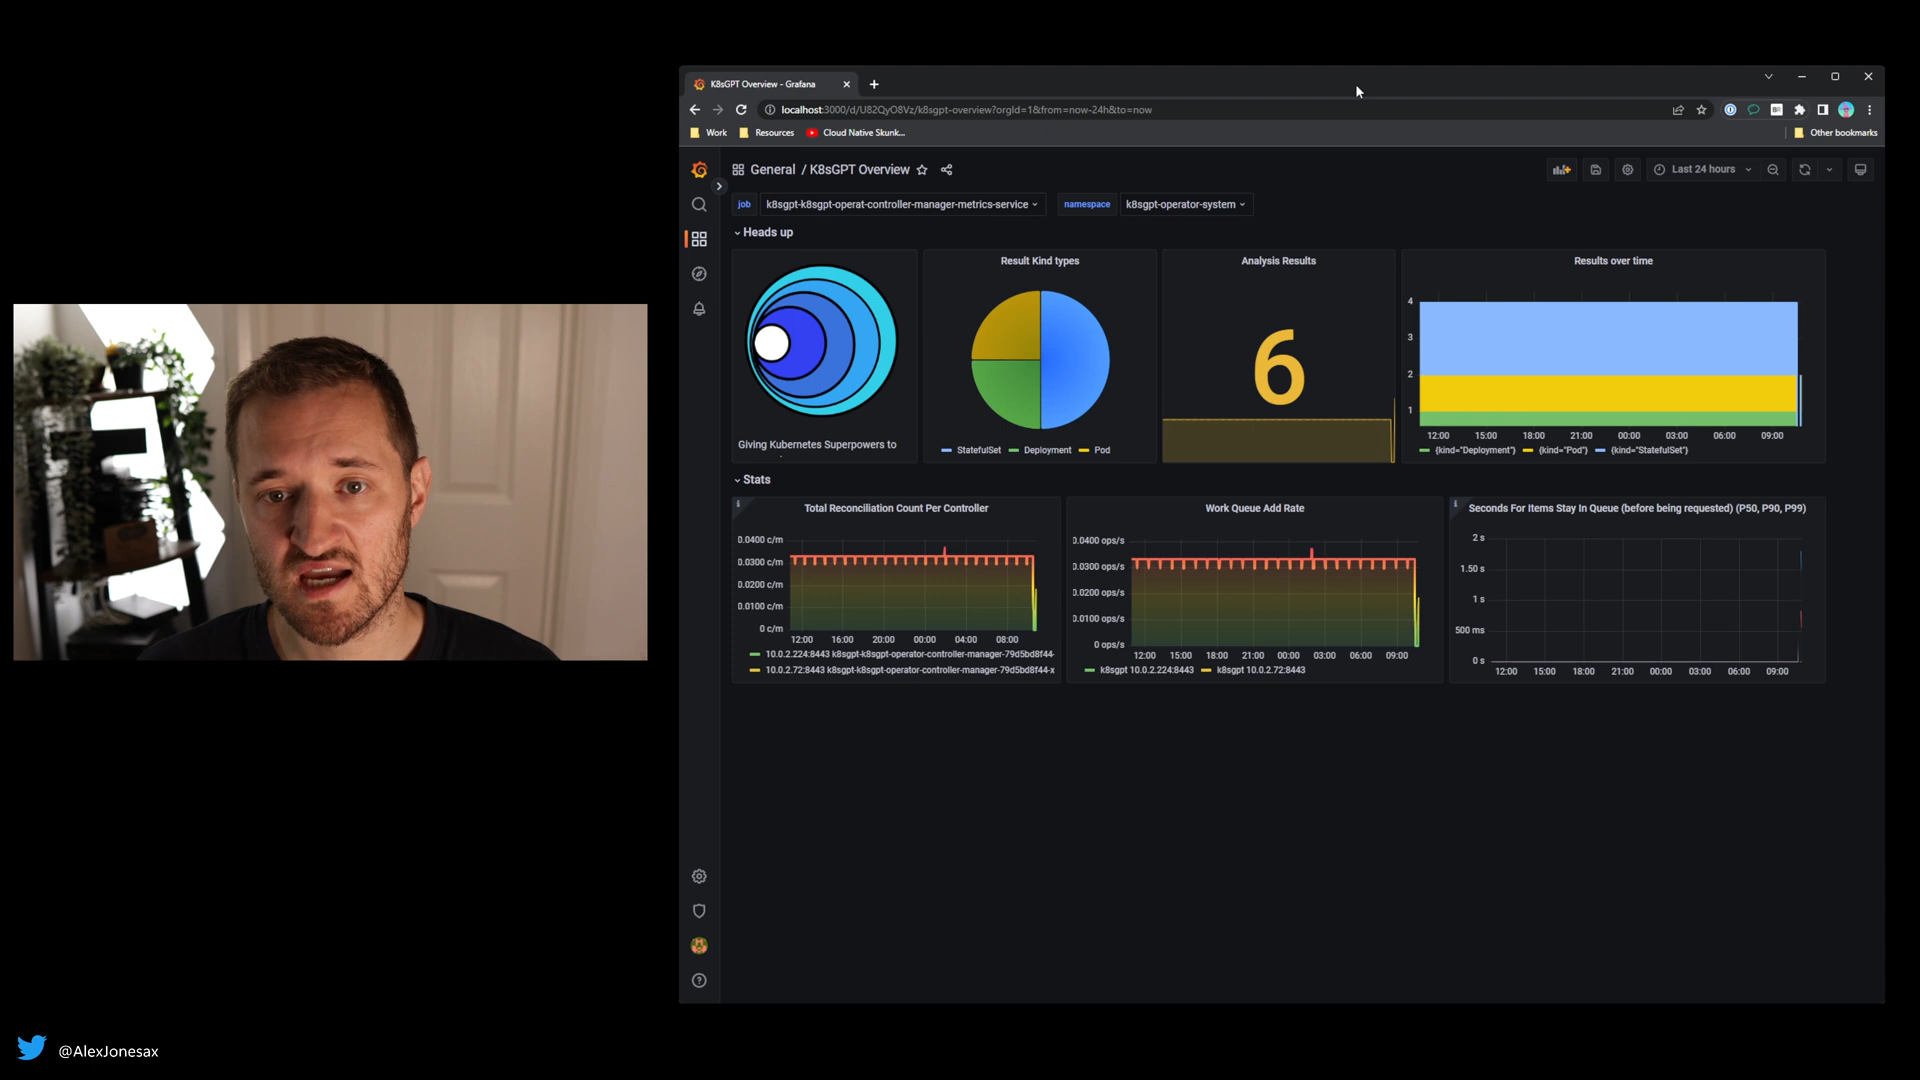 K8sGPT Overview - Grafana
localhost:3000/d/U82QyO8Vz/k8sgpt-overview?orgId=1&from=now-24h&to=now
Work Resources Cloud Native Skunk... Other bookmarks
General / K8sGPT Overview
Last 24 hours
job k8sgpt-k8sgpt-operat-controller-manager-metrics-service namespace k8sgpt-operator-system
Heads up
Giving Kubernetes Superpowers to
Result Kind types
StatefulSet Deployment Pod
Analysis Results
6
Results over time
4
3
2
1
12:00 15:00 18:00 21:00 00:00 03:00 06:00 09:00
{kind="Deployment"} {kind="Pod"} {kind="StatefulSet"}
Stats
Total Reconciliation Count Per Controller
0.0400 c/m
0.0300 c/m
0.0200 c/m
0.0100 c/m
0 c/m
12:00 16:00 20:00 00:00 04:00 08:00
10.0.2.224:8443 k8sgpt-k8sgpt-operator-controller-manager-79d5bd8f44-
10.0.2.72:8443 k8sgpt-k8sgpt-operator-controller-manager-79d5bd8f44-x
Work Queue Add Rate
0.0400 ops/s
0.0300 ops/s
0.0200 ops/s
0.0100 ops/s
0 ops/s
12:00 15:00 18:00 21:00 00:00 03:00 06:00 09:00
k8sgpt 10.0.2.224:8443 k8sgpt 10.0.2.72:8443
Seconds For Items Stay In Queue (before being requested) (P50, P90, P99)
2 s
1.50 s
1 s
500 ms
0 s
12:00 15:00 18:00 21:00 00:00 03:00 06:00 09:00
@AlexJonesax